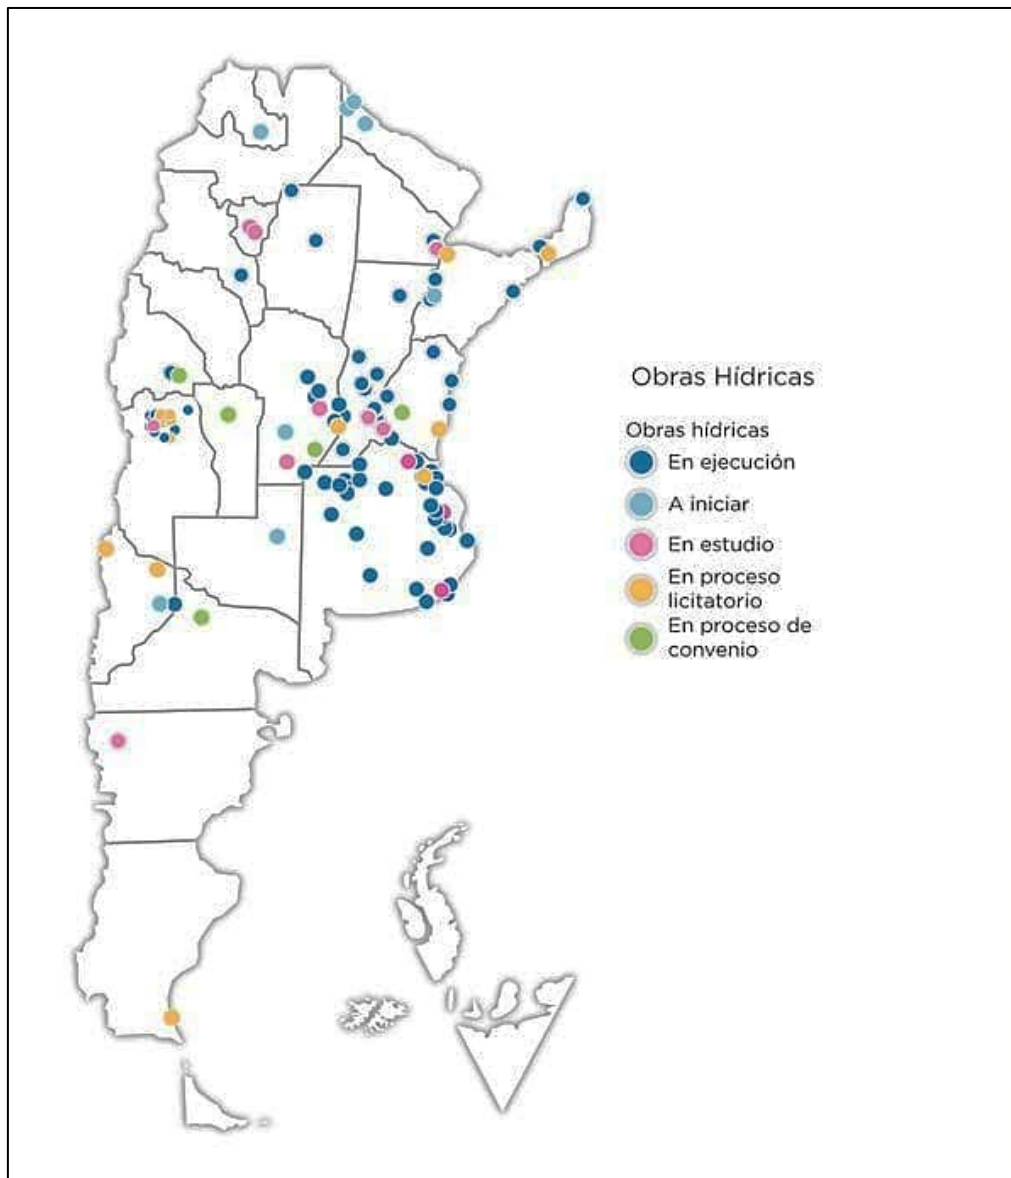 Obras Hídricas
Obras hídricas
En ejecución
A iniciar
En estudio
En proceso
licitatorio
En proceso de
convenio